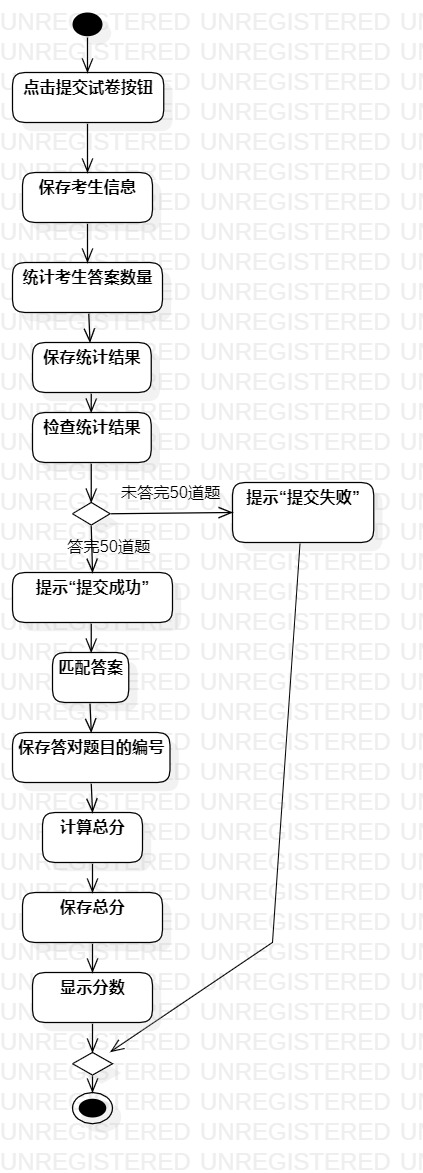 点击提交试卷按钮
保存考生信息
统计考生答案数量
保存统计结果
检查统计结果
未答完50道题
提示“提交失败”
答完50道题
提示“提交成功”
匹配答案
保存答对题目的编号
计算总分
保存总分
显示分数
UNREGISTERED